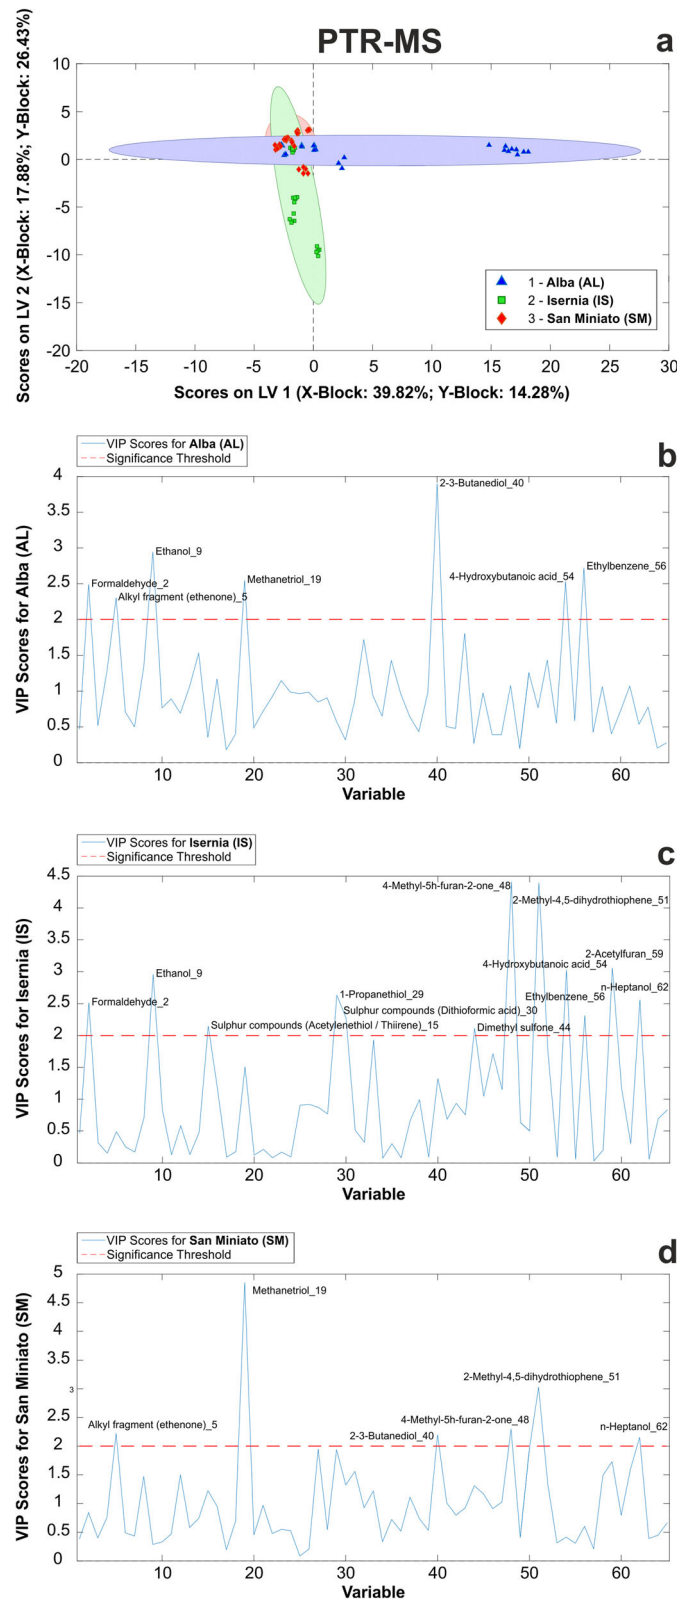 PTR-MS
a
Scores on LV 2 (X-Block: 17.88%; Y-Block: 26.43%)
10
5
0
-5
-10
-15
-20
1 - Alba (AL)
2 - Isernia (IS)
3 - San Miniato (SM)
-20 -15 -10 -5 0 5 10 15 20 25 30
Scores on LV 1 (X-Block: 39.82%; Y-Block: 14.28%)
VIP Scores for Alba (AL)
Significance Threshold
b
VIP Scores for Alba (AL)
4
3.5
3
2.5
2
1.5
1
0.5
0
2-3-Butanediol_40
Ethanol_9
Ethylbenzene_56
Methanetriol_19
4-Hydroxybutanoic acid_54
Formaldehyde_2
Alkyl fragment (ethenone)_5
10 20 30 40 50 60
Variable
VIP Scores for Isernia (IS)
Significance Threshold
c
VIP Scores for Isernia (IS)
4.5
4
3.5
3
2.5
2
1.5
1
0.5
0
4-Methyl-5h-furan-2-one_48
2-Methyl-4,5-dihydrothiophene_51
2-Acetylfuran_59
4-Hydroxybutanoic acid_54
Ethanol_9
n-Heptanol_62
1-Propanethiol_29
Ethylbenzene_56
Formaldehyde_2
Sulphur compounds (Dithioformic acid)_30
Sulphur compounds (Acetylenethiol / Thiirene)_15
Dimethyl sulfone_44
10 20 30 40 50 60
Variable
VIP Scores for San Miniato (SM)
Significance Threshold
d
VIP Scores for San Miniato (SM)
5
4.5
4
3.5
3
2.5
2
1.5
1
0.5
0
3
Methanetriol_19
2-Methyl-4,5-dihydrothiophene_51
Alkyl fragment (ethenone)_5
4-Methyl-5h-furan-2-one_48
n-Heptanol_62
2-3-Butanediol_40
10 20 30 40 50 60
Variable